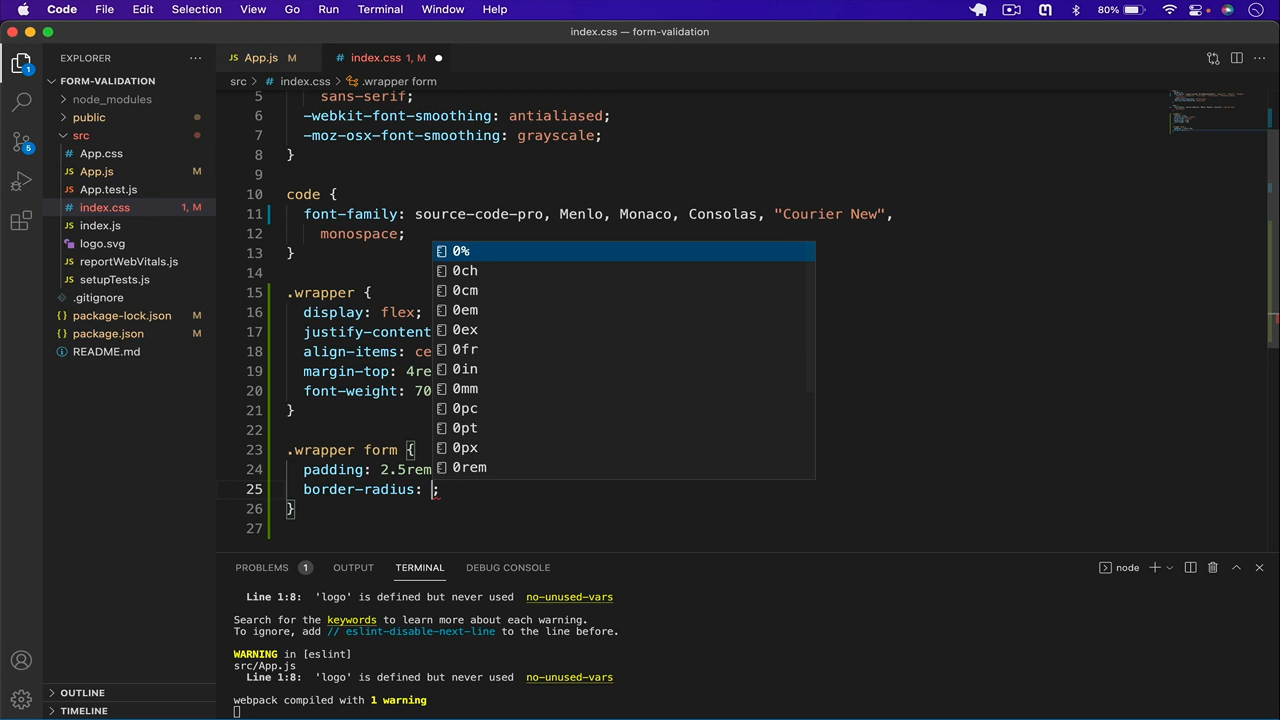 Code File Edit Selection View Go Run Terminal Window Help 80%
index.css — form-validation
EXPLORER
JS App.js M
# index.css 1, M
src > # index.css > .wrapper form
FORM-VALIDATION
node_modules
public
src
# App.css
JS App.js M
JS App.test.js
# index.css 1, M
JS index.js
logo.svg
JS reportWebVitals.js
JS setupTests.js
.gitignore
{ } package-lock.json M
{ } package.json M
README.md
OUTLINE
TIMELINE
1
5
5 sans-serif;
6 -webkit-font-smoothing: antialiased;
7 -moz-osx-font-smoothing: grayscale;
8 }
9
10 code {
11 font-family: source-code-pro, Menlo, Monaco, Consolas, "Courier New",
12 monospace;
13 }
14
15 .wrapper {
16 display: flex;
17 justify-content
18 align-items: ce
19 margin-top: 4re
20 font-weight: 70
21 }
22
23 .wrapper form {
24 padding: 2.5rem
25 border-radius: ;
26 }
27
0%
0ch
0cm
0em
0ex
0fr
0in
0mm
0pc
0pt
0px
0rem
PROBLEMS 1 OUTPUT TERMINAL DEBUG CONSOLE
node
Line 1:8: 'logo' is defined but never used no-unused-vars
Search for the keywords to learn more about each warning.
To ignore, add // eslint-disable-next-line to the line before.
WARNING in [eslint]
src/App.js
Line 1:8: 'logo' is defined but never used no-unused-vars
webpack compiled with 1 warning